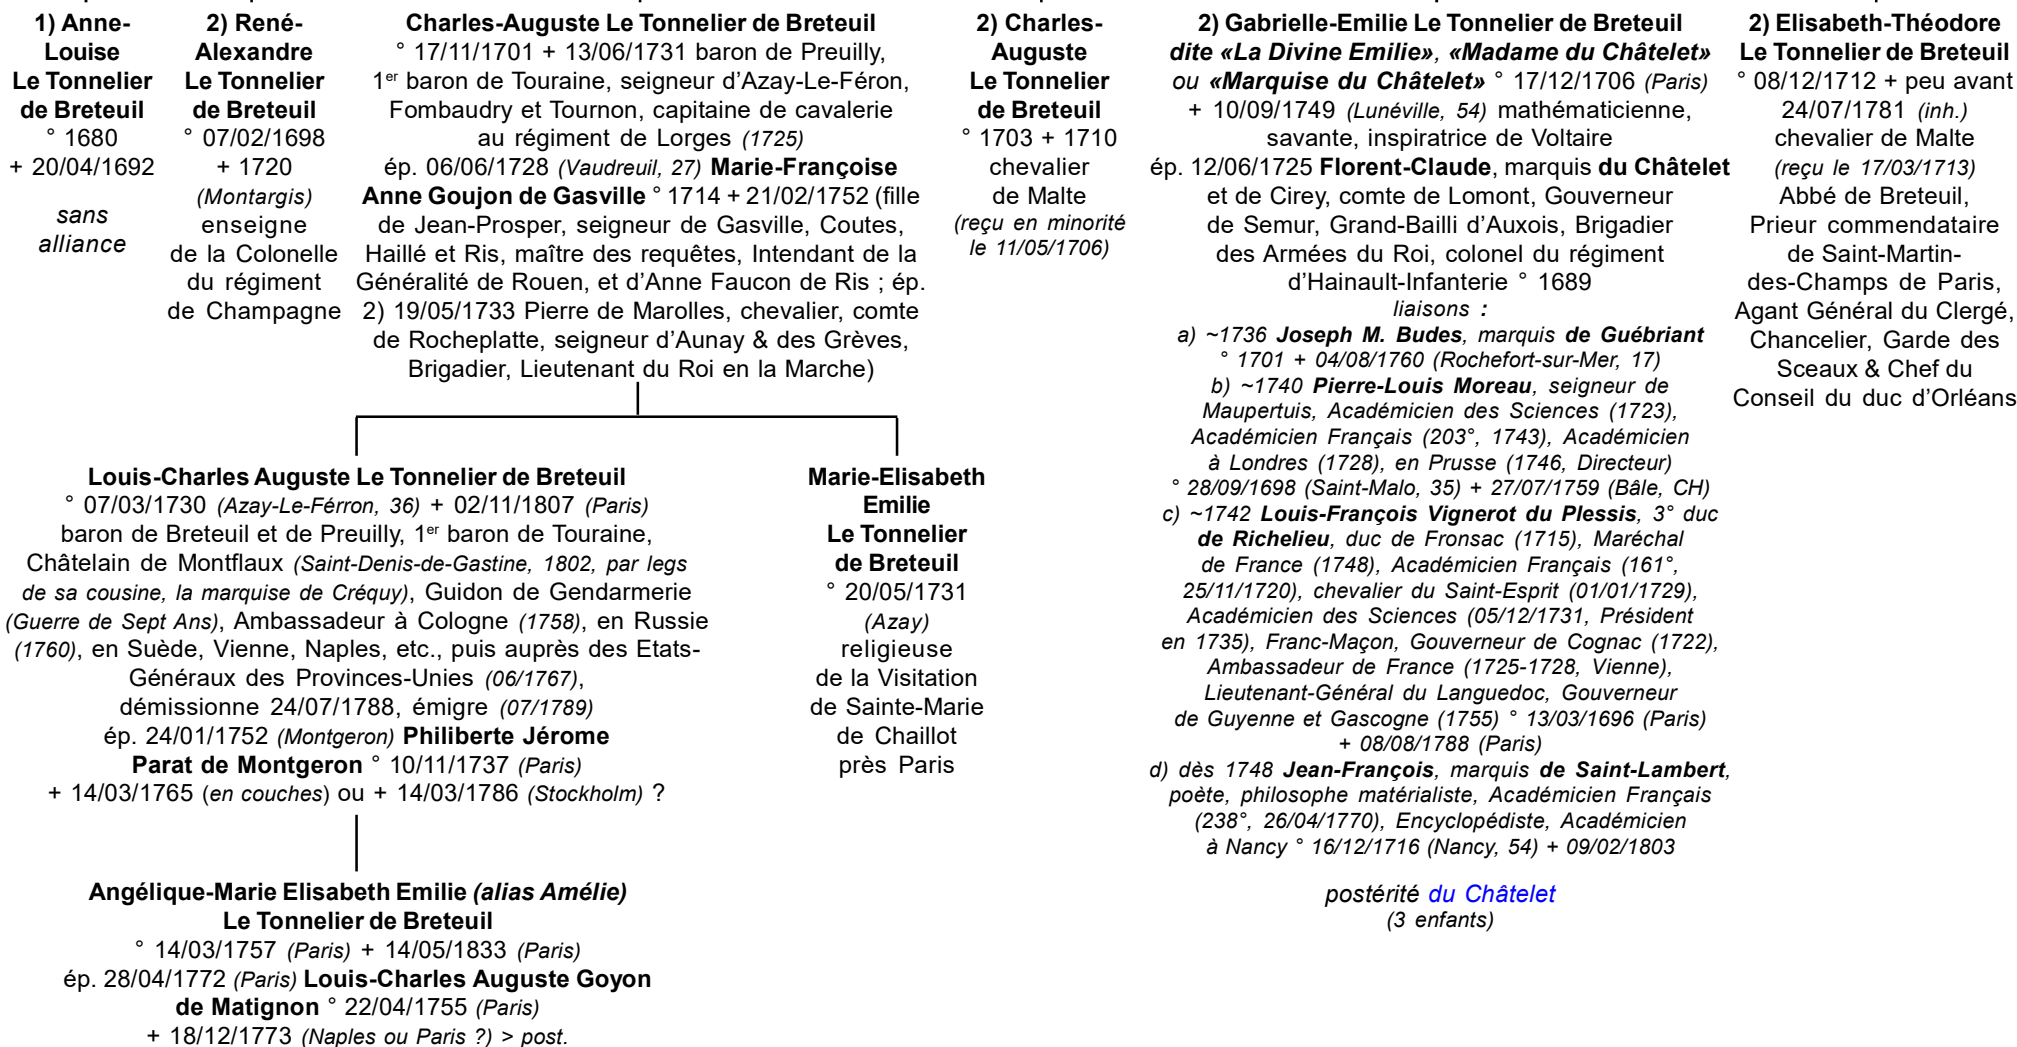 1) Anne-
Louise
Le Tonnelier
de Breteuil
° 1680
+ 20/04/1692
sans
alliance
2) René-
Alexandre
Le Tonnelier
de Breteuil
° 07/02/1698
+ 1720
(Montargis)
enseigne
de la Colonelle
du régiment
de Champagne
Charles-Auguste Le Tonnelier de Breteuil
° 17/11/1701 + 13/06/1731 baron de Preuilly,
1er baron de Touraine, seigneur d'Azay-Le-Féron,
Fombaudry et Tournon, capitaine de cavalerie
au régiment de Lorges (1725)
ép. 06/06/1728 (Vaudreuil, 27) Marie-Françoise
Anne Goujon de Gasville ° 1714 + 21/02/1752 (fille
de Jean-Prosper, seigneur de Gasville, Coutes,
Haillé et Ris, maître des requêtes, Intendant de la
Généralité de Rouen, et d'Anne Faucon de Ris ; ép.
2) 19/05/1733 Pierre de Marolles, chevalier, comte
de Rocheplatte, seigneur d'Aunay & des Grèves,
Brigadier, Lieutenant du Roi en la Marche)
2) Charles-
Auguste
Le Tonnelier
de Breteuil
° 1703 + 1710
chevalier
de Malte
(reçu en minorité
le 11/05/1706)
2) Gabrielle-Emilie Le Tonnelier de Breteuil
dite «La Divine Emilie», «Madame du Châtelet»
ou «Marquise du Châtelet» ° 17/12/1706 (Paris)
+ 10/09/1749 (Lunéville, 54) mathématicienne,
savante, inspiratrice de Voltaire
ép. 12/06/1725 Florent-Claude, marquis du Châtelet
et de Cirey, comte de Lomont, Gouverneur
de Semur, Grand-Bailli d'Auxois, Brigadier
des Armées du Roi, colonel du régiment
d'Hainault-Infanterie ° 1689
liaisons :
a) ~1736 Joseph M. Budes, marquis de Guébriant
° 1701 + 04/08/1760 (Rochefort-sur-Mer, 17)
b) ~1740 Pierre-Louis Moreau, seigneur de
Maupertuis, Académicien des Sciences (1723),
Académicien Français (203°, 1743), Académicien
à Londres (1728), en Prusse (1746, Directeur)
° 28/09/1698 (Saint-Malo, 35) + 27/07/1759 (Bâle, CH)
c) ~1742 Louis-François Vignerot du Plessis, 3° duc
de Richelieu, duc de Fronsac (1715), Maréchal
de France (1748), Académicien Français (161°,
25/11/1720), chevalier du Saint-Esprit (01/01/1729),
Académicien des Sciences (05/12/1731, Président
en 1735), Franc-Maçon, Gouverneur de Cognac (1722),
Ambassadeur de France (1725-1728, Vienne),
Lieutenant-Général du Languedoc, Gouverneur
de Guyenne et Gascogne (1755) ° 13/03/1696 (Paris)
+ 08/08/1788 (Paris)
d) dès 1748 Jean-François, marquis de Saint-Lambert,
poète, philosophe matérialiste, Académicien Français
(238°, 26/04/1770), Encyclopédiste, Académicien
à Nancy ° 16/12/1716 (Nancy, 54) + 09/02/1803
postérité du Châtelet
(3 enfants)
2) Elisabeth-Théodore
Le Tonnelier de Breteuil
° 08/12/1712 + peu avant
24/07/1781 (inh.)
chevalier de Malte
(reçu le 17/03/1713)
Abbé de Breteuil,
Prieur commendataire
de Saint-Martin-
des-Champs de Paris,
Agant Général du Clergé,
Chancelier, Garde des
Sceaux & Chef du
Conseil du duc d'Orléans
Louis-Charles Auguste Le Tonnelier de Breteuil
° 07/03/1730 (Azay-Le-Férron, 36) + 02/11/1807 (Paris)
baron de Breteuil et de Preuilly, 1er baron de Touraine,
Châtelain de Montflaux (Saint-Denis-de-Gastine, 1802, par legs
de sa cousine, la marquise de Créquy), Guidon de Gendarmerie
(Guerre de Sept Ans), Ambassadeur à Cologne (1758), en Russie
(1760), en Suède, Vienne, Naples, etc., puis auprès des Etats-
Généraux des Provinces-Unies (06/1767),
démissionne 24/07/1788, émigre (07/1789)
ép. 24/01/1752 (Montgeron) Philiberte Jérome
Parat de Montgeron ° 10/11/1737 (Paris)
+ 14/03/1765 (en couches) ou + 14/03/1786 (Stockholm) ?
Marie-Elisabeth
Emilie
Le Tonnelier
de Breteuil
° 20/05/1731
(Azay)
religieuse
de la Visitation
de Sainte-Marie
de Chaillot
près Paris
Angélique-Marie Elisabeth Emilie (alias Amélie)
Le Tonnelier de Breteuil
° 14/03/1757 (Paris) + 14/05/1833 (Paris)
ép. 28/04/1772 (Paris) Louis-Charles Auguste Goyon
de Matignon ° 22/04/1755 (Paris)
+ 18/12/1773 (Naples ou Paris ?) > post.